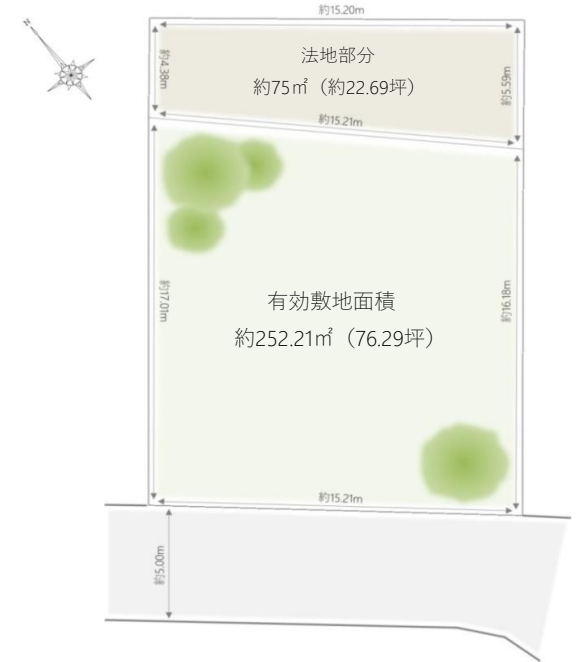 約15.20m
N
法地部分
約75㎡（約22.69坪）
約4.38m
約5.59m
約15.21m
有効敷地面積
約252.21㎡（76.29坪）
約17.01m
約16.18m
約15.21m
約5.00m